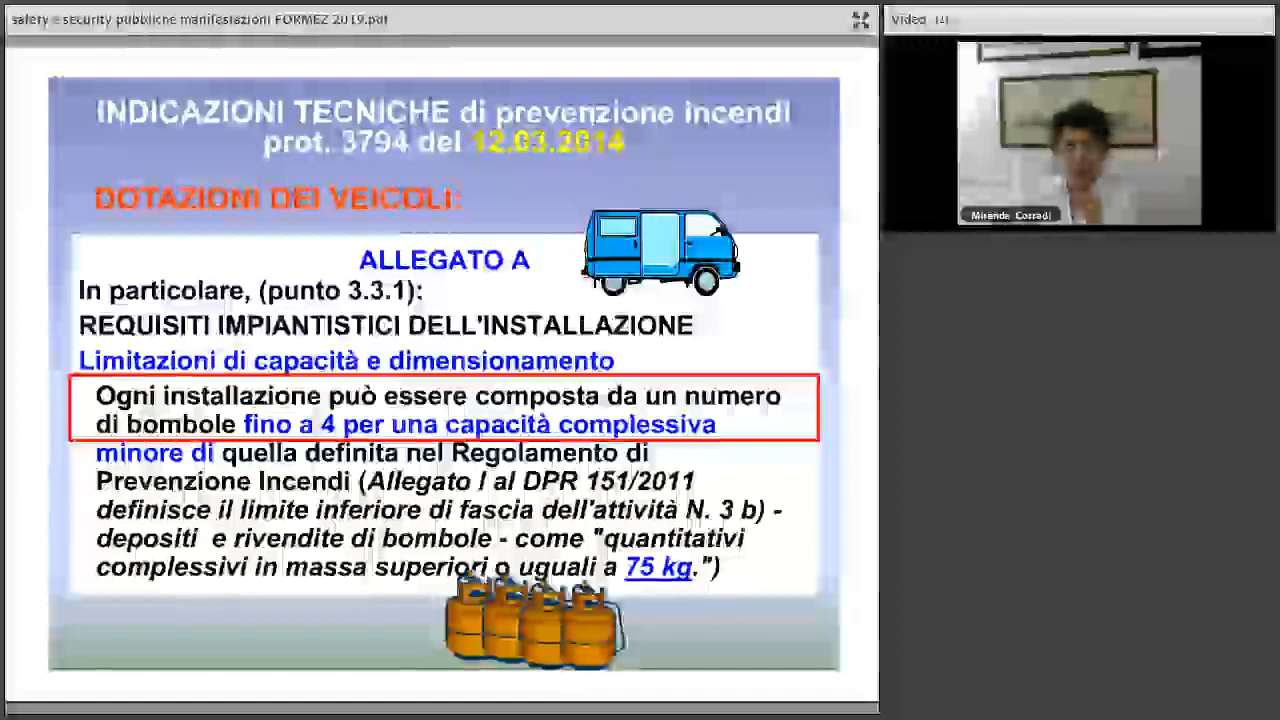 safety e security pubbliche manifestazioni FORMEZ 2019.pdf
Video
INDICAZIONI TECNICHE di prevenzione incendi
prot. 3794 del 12.03.2014
DOTAZIONI DEI VEICOLI:
ALLEGATO A
In particolare, (punto 3.3.1):
REQUISITI IMPIANTISTICI DELL'INSTALLAZIONE
Limitazioni di capacità e dimensionamento
Ogni installazione può essere composta da un numero
di bombole fino a 4 per una capacità complessiva
minore di quella definita nel Regolamento di
Prevenzione Incendi (Allegato I al DPR 151/2011
definisce il limite inferiore di fascia dell'attività N. 3 b) -
depositi e rivendite di bombole - come "quantitativi
complessivi in massa superiori o uguali a 75 kg.")
Miranda Corradi